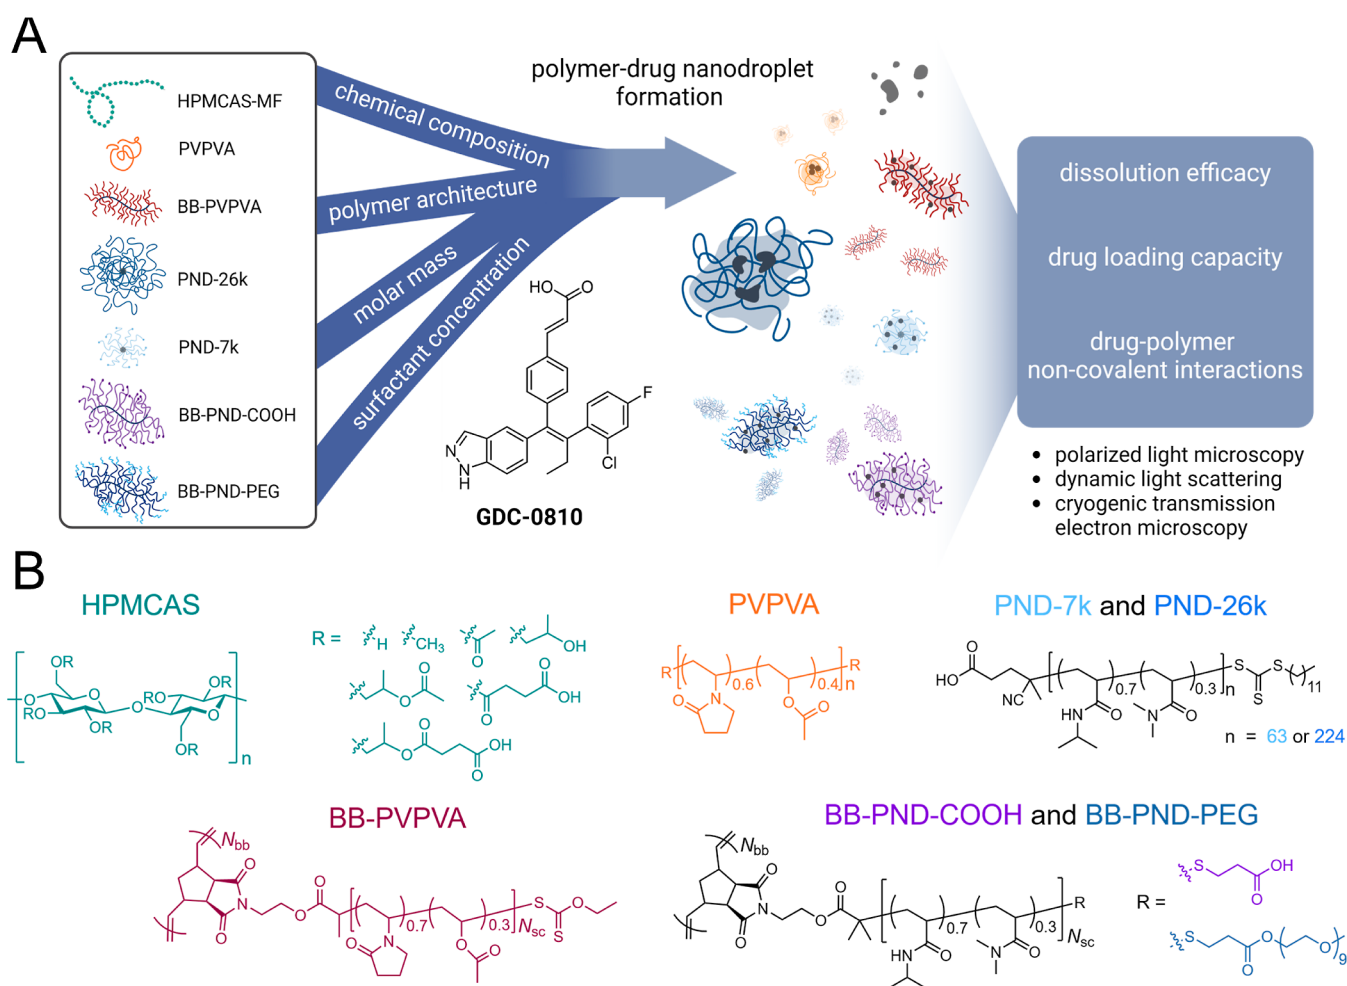 A
HPMCAS-MF
PVPVA
BB-PVPVA
PND-26k
PND-7k
BB-PND-COOH
BB-PND-PEG
chemical composition
polymer architecture
molar mass
surfactant concentration
polymer-drug nanodroplet
formation
HO
O
F
Cl
N
N
H
GDC-0810
dissolution efficacy
drug loading capacity
drug-polymer
non-covalent interactions
• polarized light microscopy
• dynamic light scattering
• cryogenic transmission
electron microscopy
B
HPMCAS
OR
O
O
RO
OR
O
RO
OR
O
O
OR
n
R =
H
CH3
O
OH
O
O
O
O
OH
O
O
OH
O
PVPVA
R
0.6
0.4
n
R
N
O
O
O
PND-7k and PND-26k
O
HO
NC
0.7
0.3
n
S
S
S
11
HN
O
N
O
n = 63 or 224
BB-PVPVA
Nbb
O
N
O
O
O
0.7
0.3
Nsc
S
O
S
N
O
O
O
BB-PND-COOH and BB-PND-PEG
Nbb
O
N
O
O
O
0.7
0.3
R
Nsc
HN
O
N
O
R =
S
OH
O
S
O
O
O
9